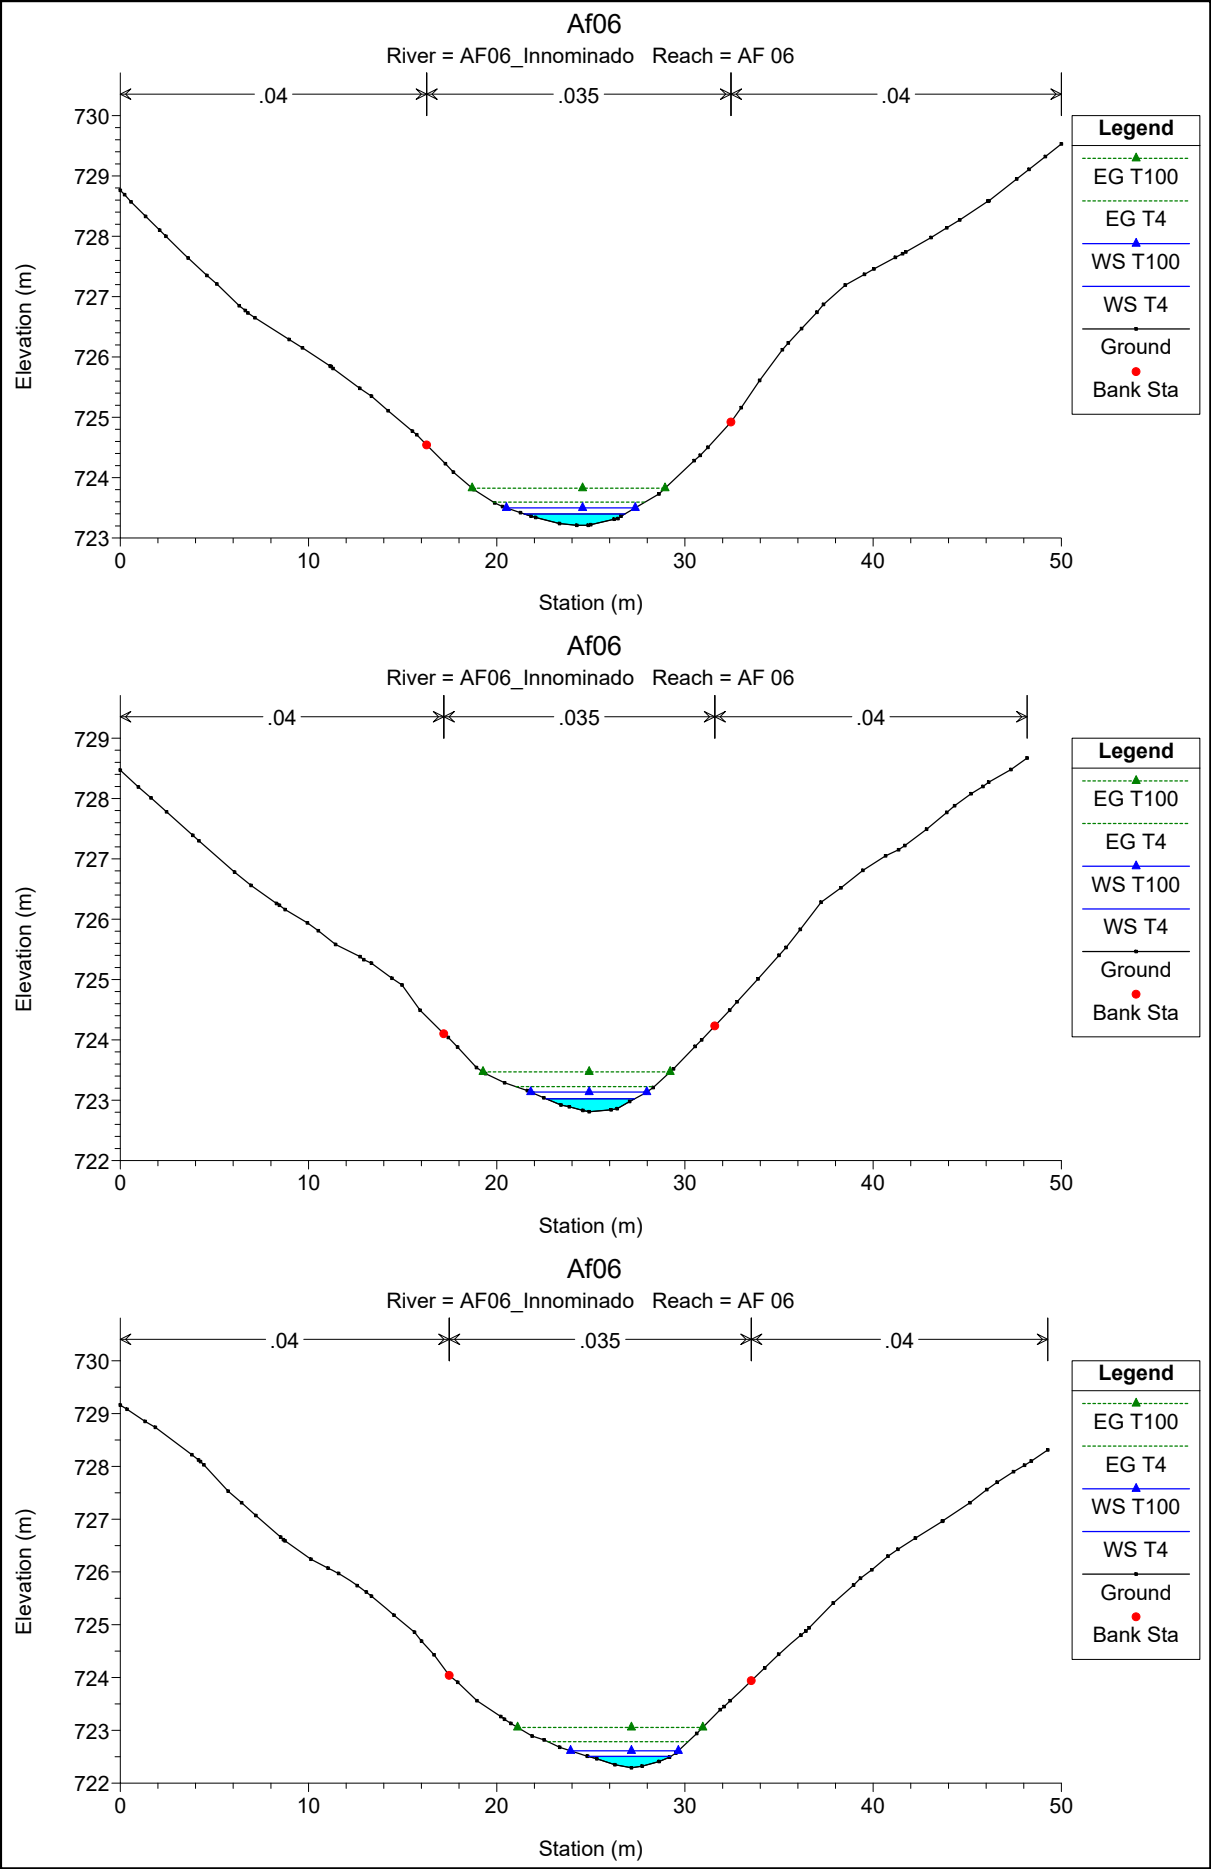 Af06
River = AF06_Innominado Reach = AF 06
.04 .035 .04
730
729
728
727
726
725
724
723
Elevation (m)
0 10 20 30 40 50
Station (m)
Legend
EG T100
EG T4
WS T100
WS T4
Ground
Bank Sta
Af06
River = AF06_Innominado Reach = AF 06
.04 .035 .04
729
728
727
726
725
724
723
722
Elevation (m)
0 10 20 30 40 50
Station (m)
Legend
EG T100
EG T4
WS T100
WS T4
Ground
Bank Sta
Af06
River = AF06_Innominado Reach = AF 06
.04 .035 .04
730
729
728
727
726
725
724
723
722
Elevation (m)
0 10 20 30 40 50
Station (m)
Legend
EG T100
EG T4
WS T100
WS T4
Ground
Bank Sta